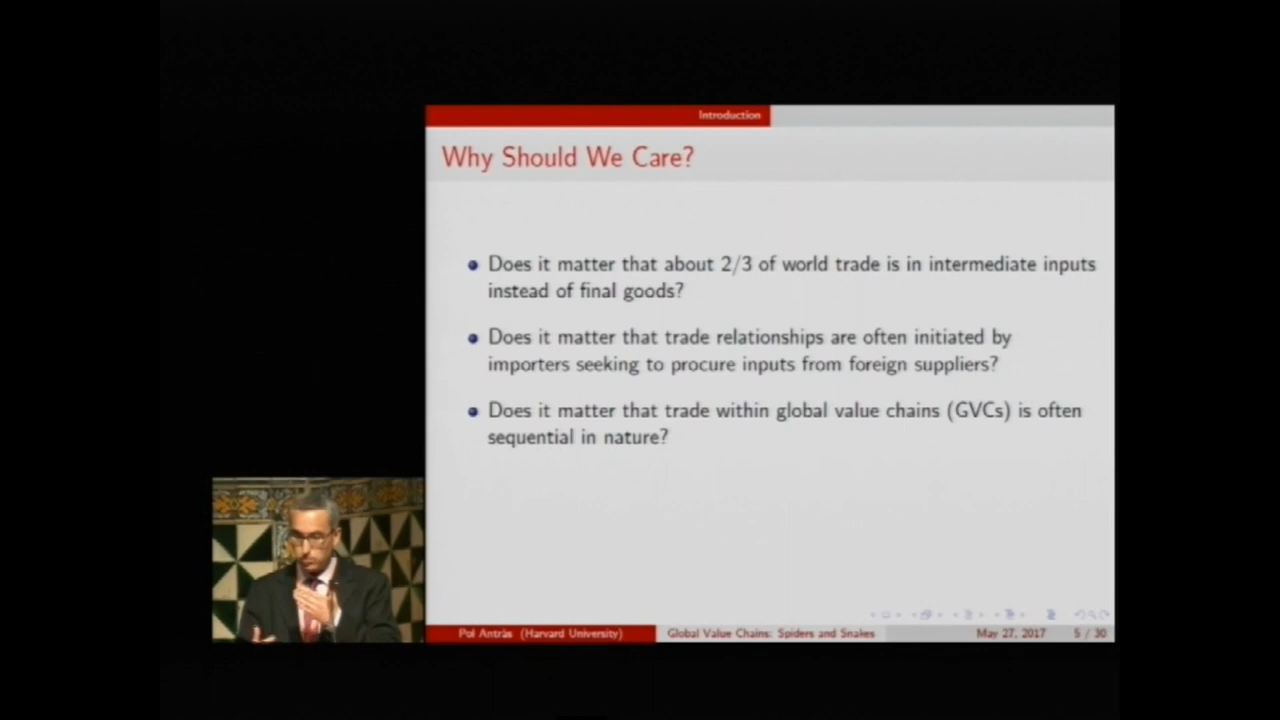 Introduction
Why Should We Care?
Does it matter that about 2/3 of world trade is in intermediate inputs
instead of final goods?
Does it matter that trade relationships are often initiated by
importers seeking to procure inputs from foreign suppliers?
Does it matter that trade within global value chains (GVCs) is often
sequential in nature?
Pol Antràs (Harvard University)
Global Value Chains: Spiders and Snakes
May 27, 2017
5 / 30